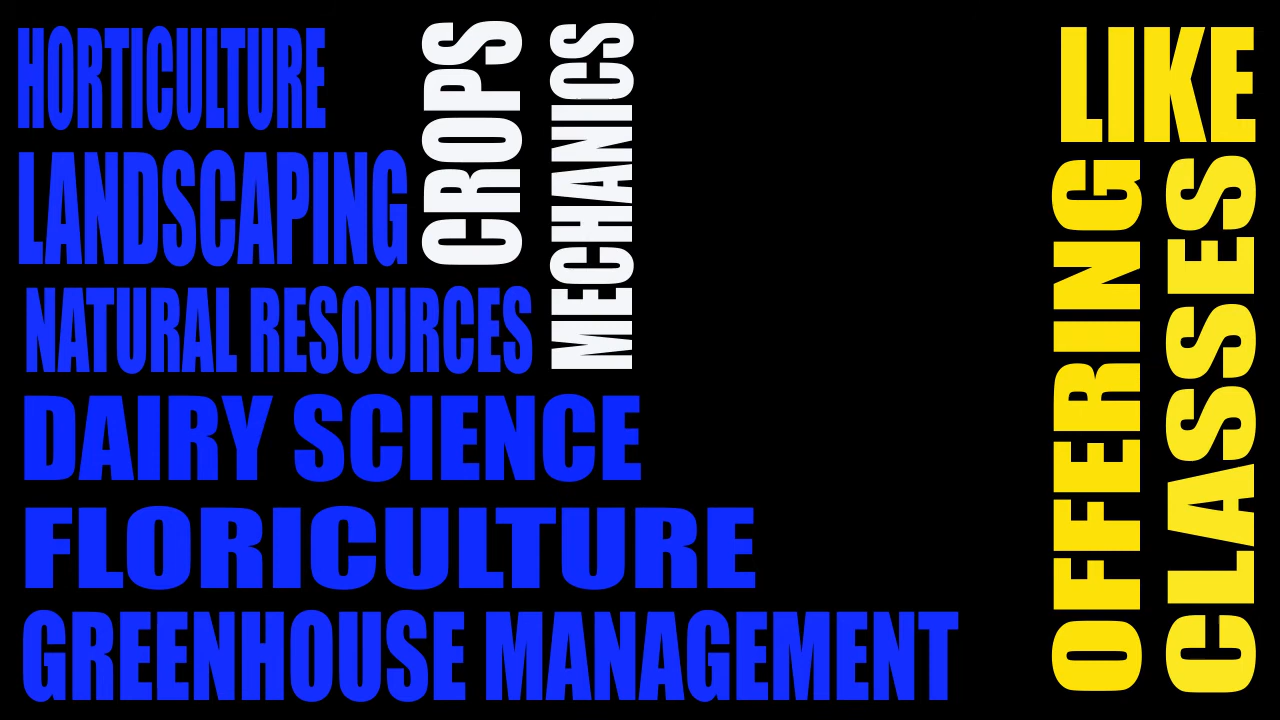 HORTICULTURE
LANDSCAPING
NATURAL RESOURCES
DAIRY SCIENCE
FLORICULTURE
GREENHOUSE MANAGEMENT
CROPS
MECHANICS
OFFERING
CLASSES
LIKE